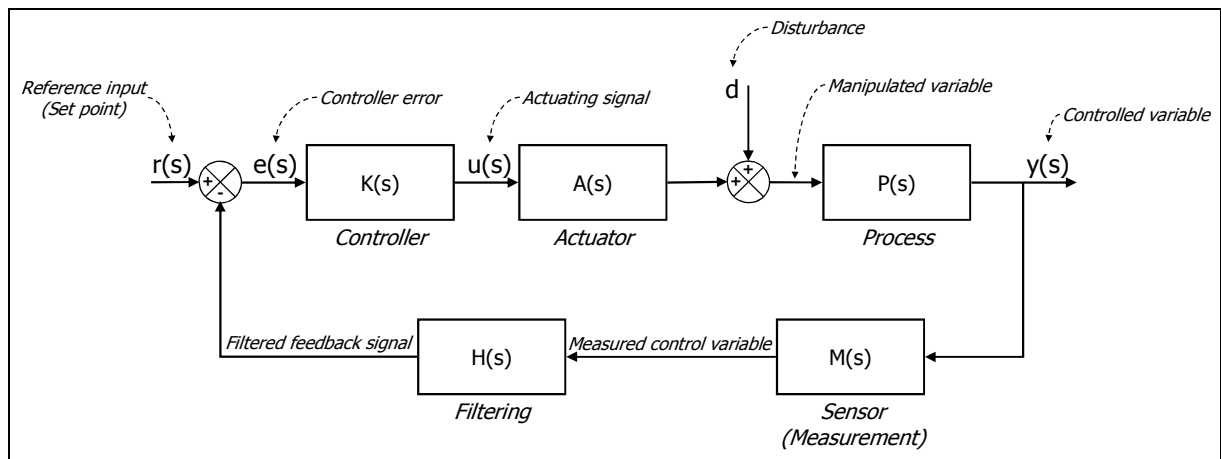 Disturbance
Reference input
(Set point)
Controller error
Actuating signal
d
Manipulated variable
Controlled variable
r(s)
+
-
e(s)
K(s)
Controller
u(s)
A(s)
Actuator
+
+
P(s)
Process
y(s)
Filtered feedback signal
H(s)
Filtering
Measured control variable
M(s)
Sensor
(Measurement)